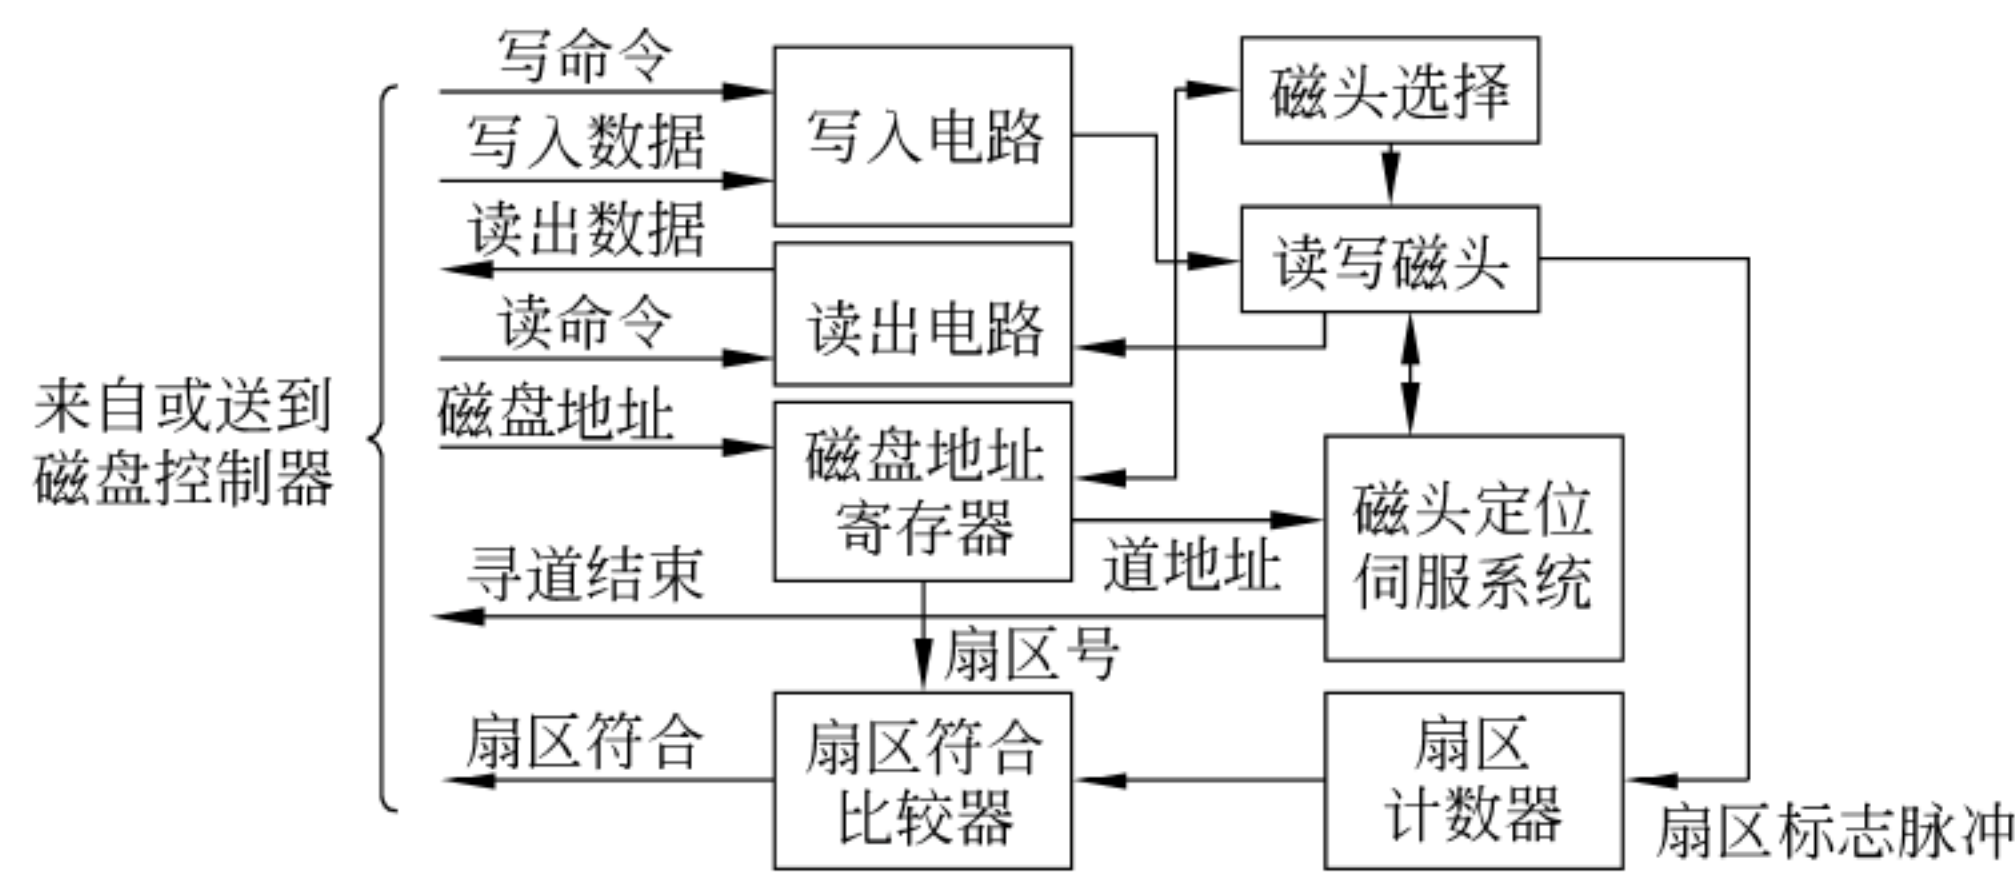 写命令
写入数据
读出数据
读命令
磁盘地址
来自或送到
磁盘控制器
寻道结束
扇区符合
写入电路
读出电路
磁盘地址
寄存器
扇区号
扇区符合
比较器
道地址
磁头选择
读写磁头
磁头定位
伺服系统
扇区
计数器
扇区标志脉冲